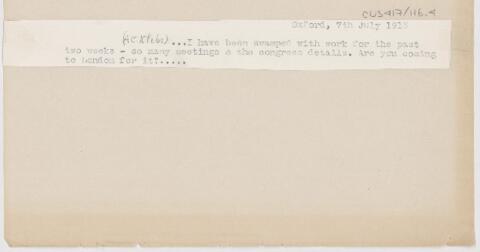 CUS417/116.4
Oxford, 7th July 1913
(A.C. Klebs) ...I have been swamped with work for the past
two weeks - so many meetings & the congress details. Are you coming
to London for it?.....